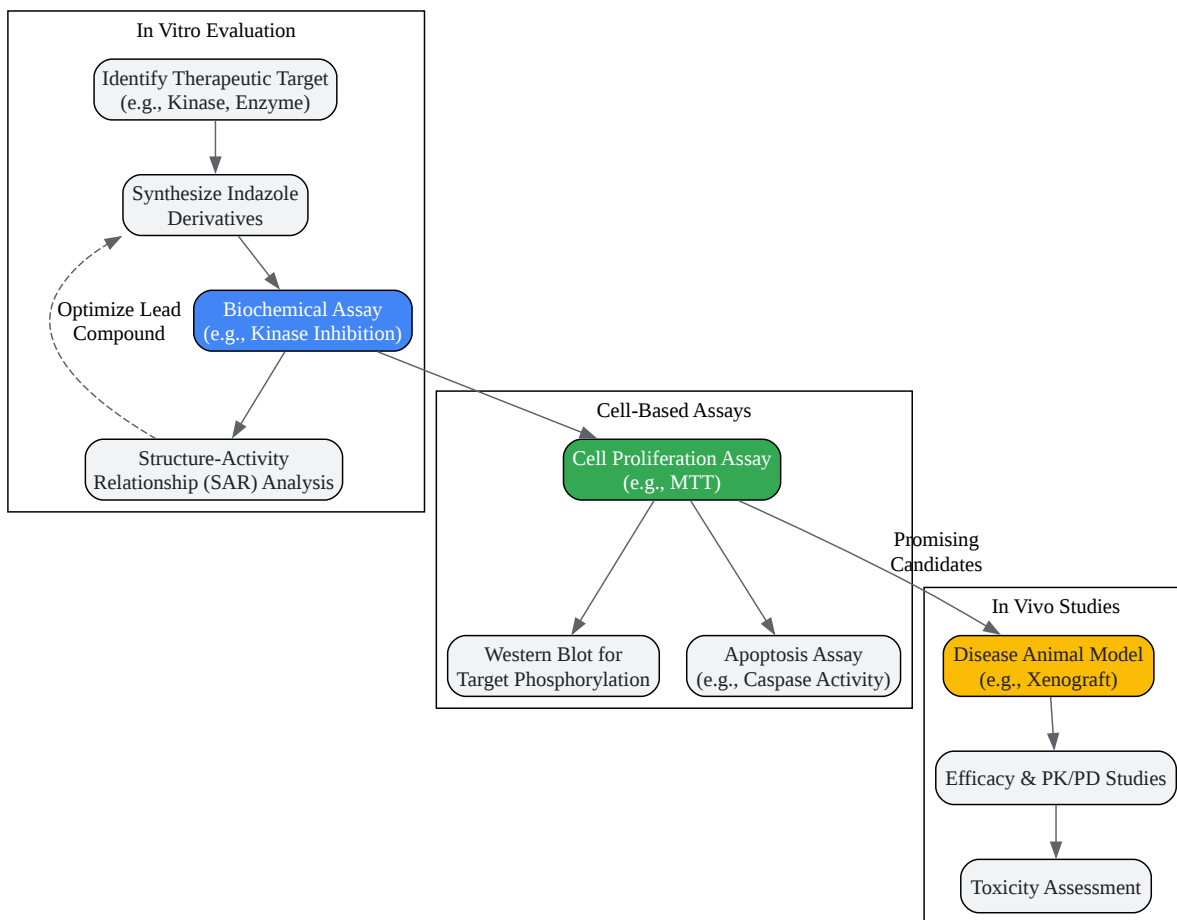 In Vitro Evaluation
Identify Therapeutic Target
(e.g., Kinase, Enzyme)
Synthesize Indazole
Derivatives
Optimize Lead
Compound
Biochemical Assay
(e.g., Kinase Inhibition)
Structure-Activity
Relationship (SAR) Analysis
Cell-Based Assays
Cell Proliferation Assay
(e.g., MTT)
Promising
Candidates
Western Blot for
Target Phosphorylation
Apoptosis Assay
(e.g., Caspase Activity)
In Vivo Studies
Disease Animal Model
(e.g., Xenograft)
Efficacy & PK/PD Studies
Toxicity Assessment